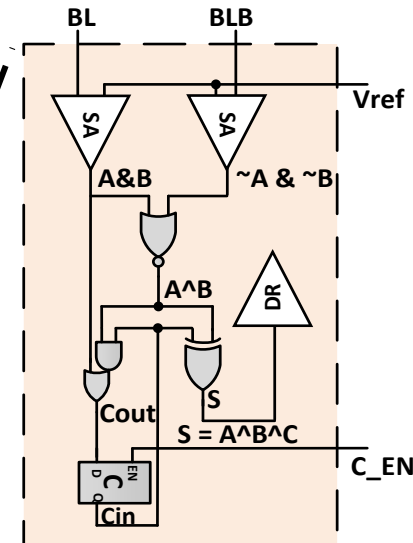 BL BLB
Vref
SA SA
A&B ~A & ~B
A^B
DR
S
Cout
S = A^B^C
C_EN
D EN
C
Q
Cin